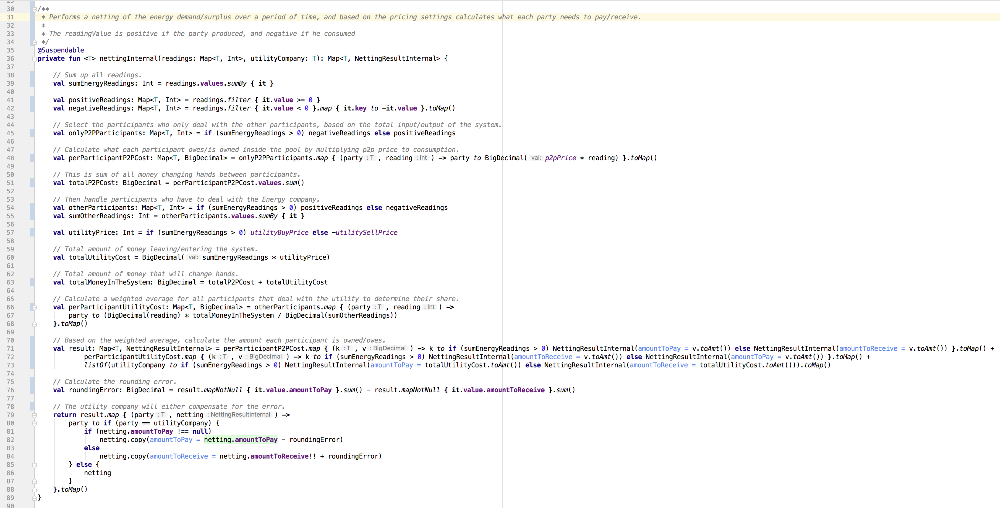 29
30 /**
31 * Performs a netting of the energy demand/surplus over a period of time, and based on the pricing settings calculates what each party needs to pay/receive.
32 *
33 * The readingValue is positive if the party produced, and negative if he consumed
34 */
35 @Suspendable
36 private fun <T> nettingInternal(readings: Map<T, Int>, utilityCompany: T): Map<T, NettingResultInternal> {
37
38 // Sum up all readings.
39 val sumEnergyReadings: Int = readings.values.sumBy { it }
40
41 val positiveReadings: Map<T, Int> = readings.filter { it.value >= 0 }
42 val negativeReadings: Map<T, Int> = readings.filter { it.value < 0 }.map { it.key to -it.value }.toMap()
43
44 // Select the participants who only deal with the other participants, based on the total input/output of the system.
45 val onlyP2PParticipants: Map<T, Int> = if (sumEnergyReadings > 0) negativeReadings else positiveReadings
46
47 // Calculate what each participant owes/is owned inside the pool by multiplying p2p price to consumption.
48 val perParticipantP2PCost: Map<T, BigDecimal> = onlyP2PParticipants.map { (party : T , reading : Int ) -> party to BigDecimal( val: p2pPrice * reading) }.toMap()
49
50 // This is sum of all money changing hands between participants.
51 val totalP2PCost: BigDecimal = perParticipantP2PCost.values.sum()
52
53 // Then handle participants who have to deal with the Energy company.
54 val otherParticipants: Map<T, Int> = if (sumEnergyReadings > 0) positiveReadings else negativeReadings
55 val sumOtherReadings: Int = otherParticipants.values.sumBy { it }
56
57 val utilityPrice: Int = if (sumEnergyReadings > 0) utilityBuyPrice else -utilitySellPrice
58
59 // Total amount of money leaving/entering the system.
60 val totalUtilityCost = BigDecimal( val: sumEnergyReadings * utilityPrice)
61
62 // Total amount of money that will change hands.
63 val totalMoneyInTheSystem: BigDecimal = totalP2PCost + totalUtilityCost
64
65 // Calculate a weighted average for all participants that deal with the utility to determine their share.
66 val perParticipantUtilityCost: Map<T, BigDecimal> = otherParticipants.map { (party : T , reading : Int ) ->
67 party to (BigDecimal(reading) * totalMoneyInTheSystem / BigDecimal(sumOtherReadings))
68 }.toMap()
69
70 // Based on the weighted average, calculate the amount each participant is owned/owes.
71 val result: Map<T, NettingResultInternal> = perParticipantP2PCost.map { (k : T , v : BigDecimal ) -> k to if (sumEnergyReadings > 0) NettingResultInternal(amountToPay = v.toAmt()) else NettingResultInternal(amountToReceive = v.toAmt()) }.toMap() +
72 perParticipantUtilityCost.map { (k : T , v : BigDecimal ) -> k to if (sumEnergyReadings > 0) NettingResultInternal(amountToReceive = v.toAmt()) else NettingResultInternal(amountToPay = v.toAmt()) }.toMap() +
73 listOf(utilityCompany to if (sumEnergyReadings > 0) NettingResultInternal(amountToPay = totalUtilityCost.toAmt()) else NettingResultInternal(amountToReceive = totalUtilityCost.toAmt())).toMap()
74
75 // Calculate the rounding error.
76 val roundingError: BigDecimal = result.mapNotNull { it.value.amountToPay }.sum() - result.mapNotNull { it.value.amountToReceive }.sum()
77
78 // The utility company will either compensate for the error.
79 return result.map { (party : T , netting : NettingResultInternal ) ->
80 party to if (party == utilityCompany) {
81 if (netting.amountToPay !== null)
82 netting.copy(amountToPay = netting.amountToPay - roundingError)
83 else
84 netting.copy(amountToReceive = netting.amountToReceive!! + roundingError)
85 } else {
86 netting
87 }
88 }.toMap()
89 }
90